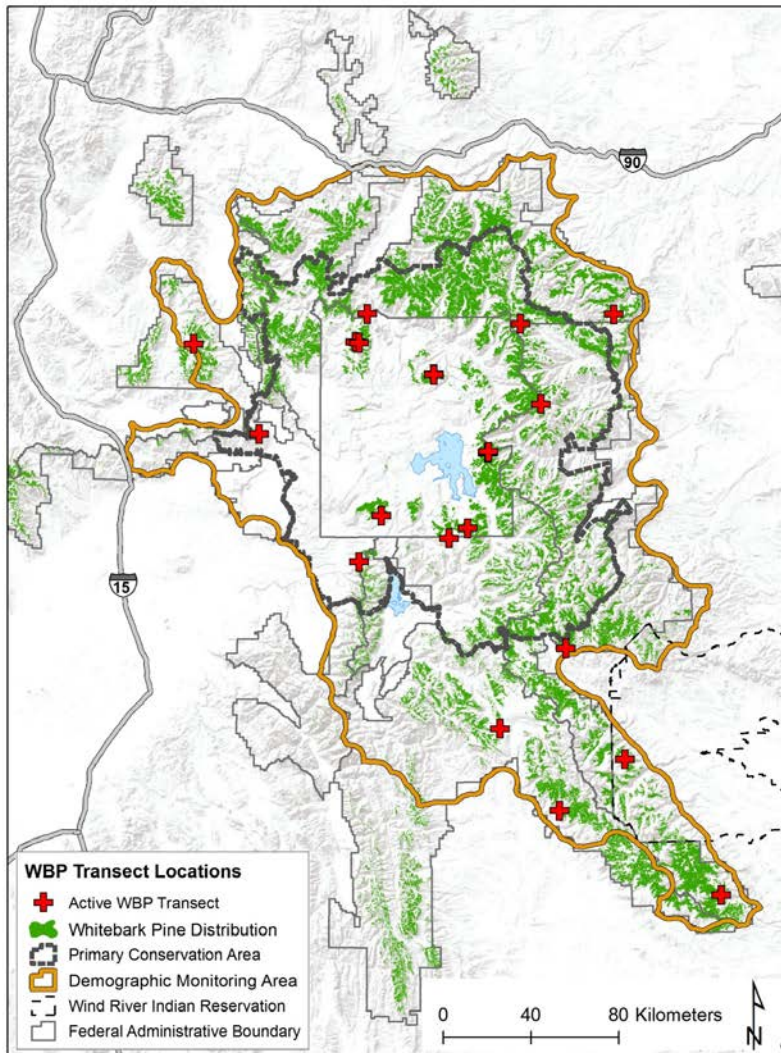 90
15
WBP Transect Locations
Active WBP Transect
Whitebark Pine Distribution
Primary Conservation Area
Demographic Monitoring Area
Wind River Indian Reservation
Federal Administrative Boundary
0 40 80 Kilometers
N